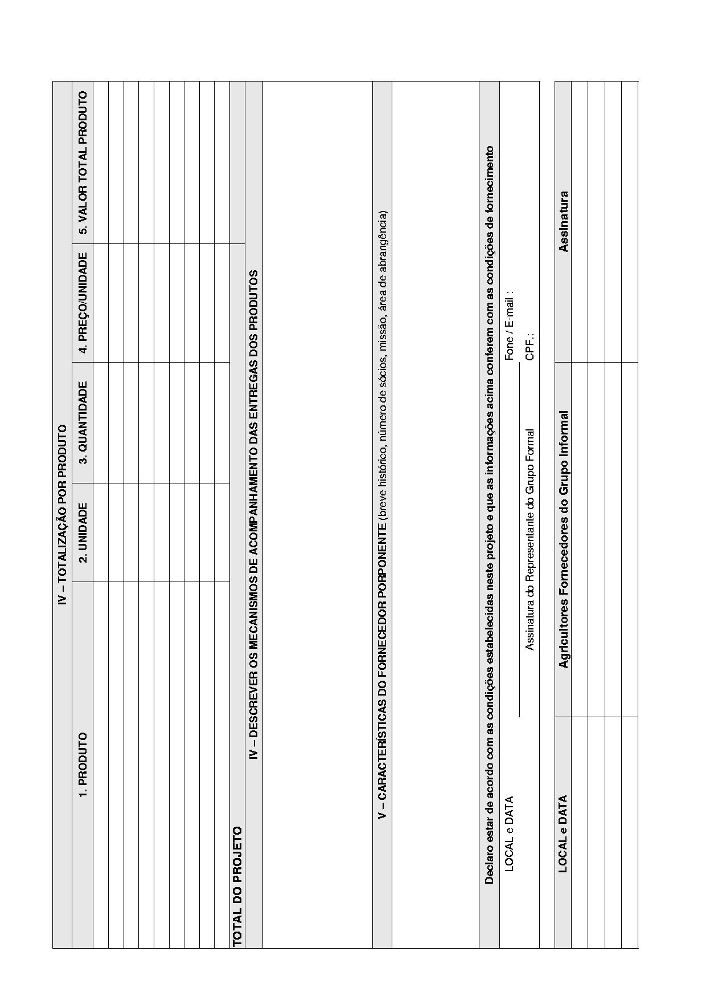 IV – TOTALIZAÇÃO POR PRODUTO
1. PRODUTO 2. UNIDADE 3. QUANTIDADE 4. PREÇO/UNIDADE 5. VALOR TOTAL PRODUTO
TOTAL DO PROJETO
IV – DESCREVER OS MECANISMOS DE ACOMPANHAMENTO DAS ENTREGAS DOS PRODUTOS
V – CARACTERÍSTICAS DO FORNECEDOR PORPONENTE (breve histórico, número de sócios, missão, área de abrangência)
Declaro estar de acordo com as condições estabelecidas neste projeto e que as informações acima conferem com as condições de fornecimento
LOCAL e DATA Fone / E-mail :
Assinatura do Representante do Grupo Formal CPF.:
LOCAL e DATA Agricultores Fornecedores do Grupo Informal Assinatura